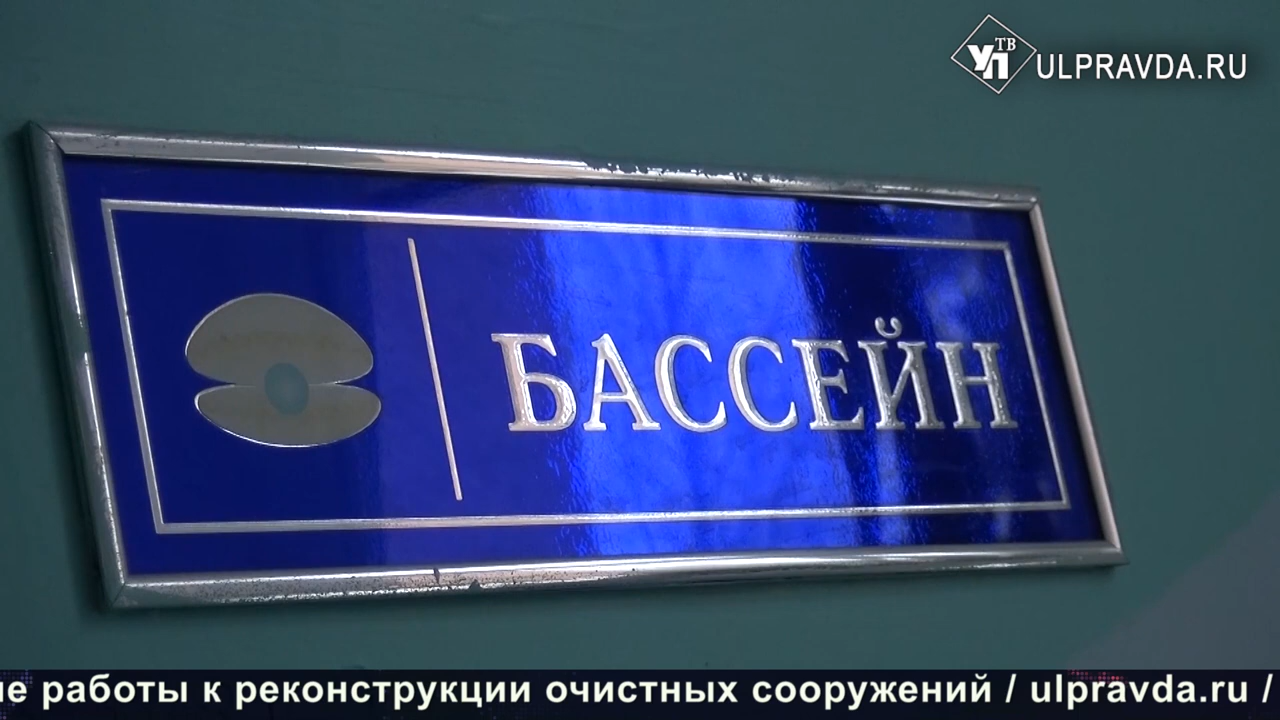 УП ТВ
ULPRAVDA.RU
БАССЕЙН
работы к реконструкции очистных сооружений / ulpravda.ru /